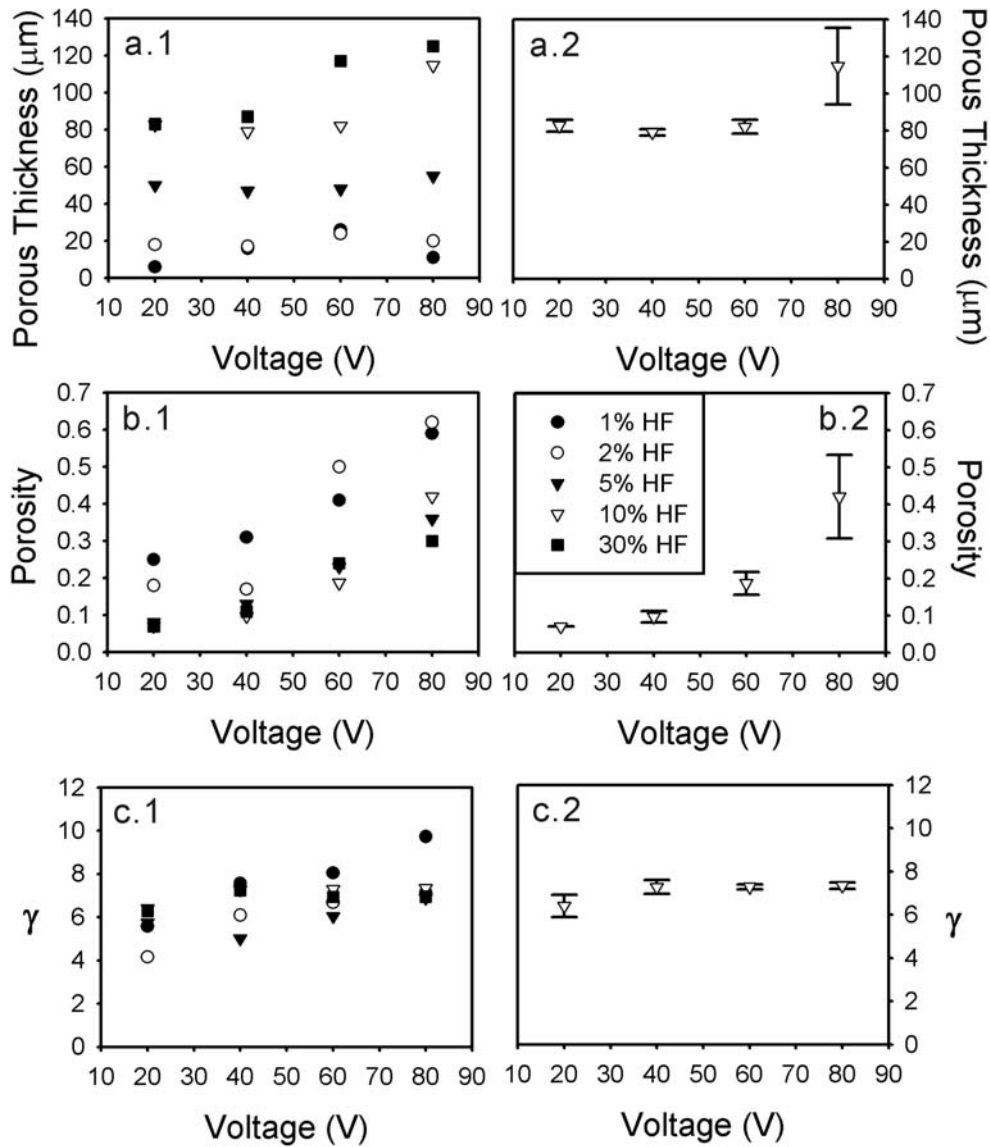 a.1
Porous Thickness (μm)
140
120
100
80
60
40
20
0
10 20 30 40 50 60 70 80 90
Voltage (V)
a.2
Porous Thickness (μm)
140
120
100
80
60
40
20
0
10 20 30 40 50 60 70 80 90
Voltage (V)
b.1
Porosity
0.7
0.6
0.5
0.4
0.3
0.2
0.1
0.0
10 20 30 40 50 60 70 80 90
Voltage (V)
b.2
1% HF
2% HF
5% HF
10% HF
30% HF
Porosity
0.7
0.6
0.5
0.4
0.3
0.2
0.1
0.0
10 20 30 40 50 60 70 80 90
Voltage (V)
c.1
γ
12
10
8
6
4
2
0
10 20 30 40 50 60 70 80 90
Voltage (V)
c.2
γ
12
10
8
6
4
2
0
10 20 30 40 50 60 70 80 90
Voltage (V)